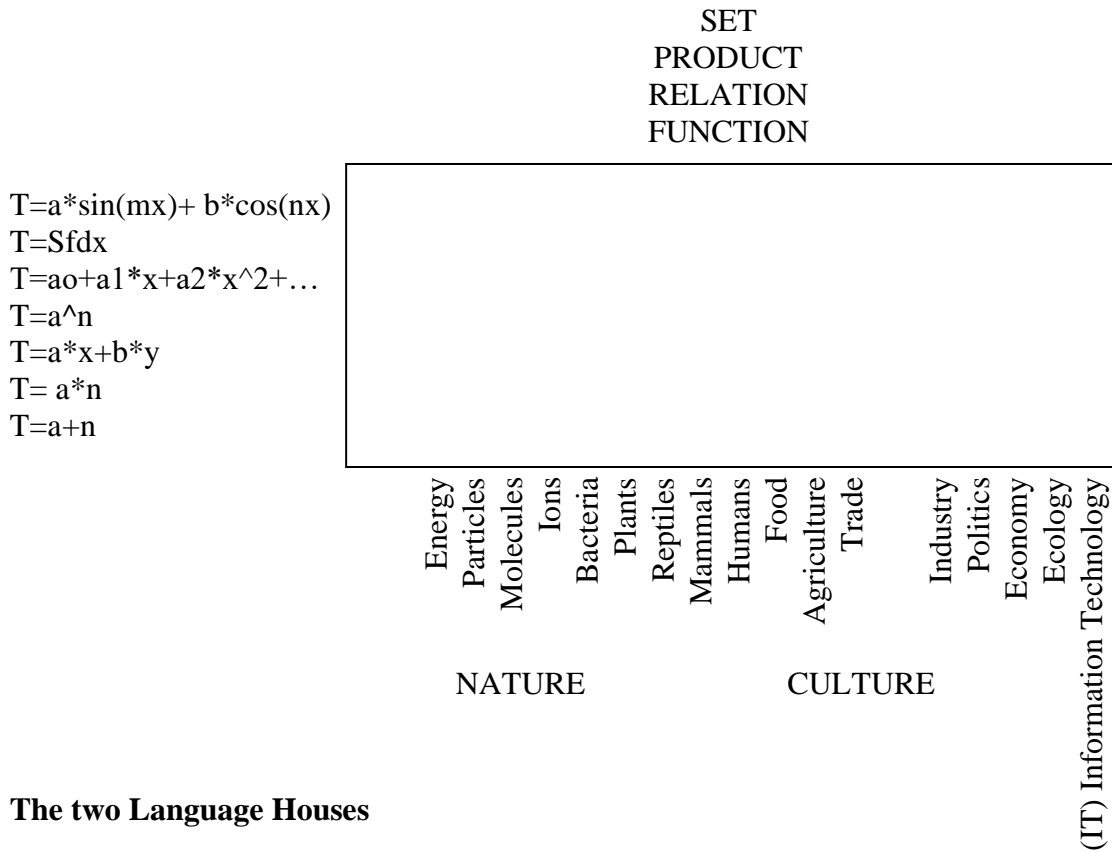 SET
PRODUCT
RELATION
FUNCTION
T=a*sin(mx)+ b*cos(nx)
T=Sfdx
T=ao+a1*x+a2*x^2+…
T=a^n
T=a*x+b*y
T= a*n
T=a+n
Energy
Particles
Molecules
Ions
Bacteria
Plants
Reptiles
Mammals
Humans
Food
Agriculture
Trade
Industry
Politics
Economy
Ecology
(IT) Information Technology
NATURE
CULTURE
The two Language Houses